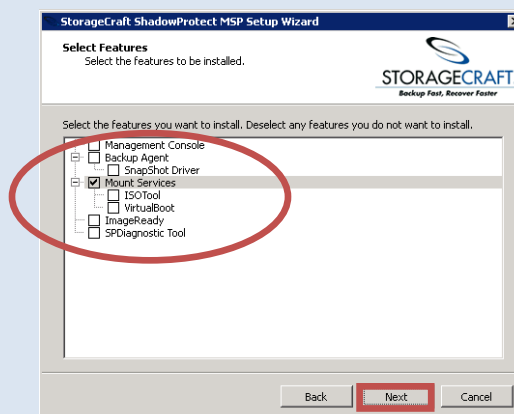 StorageCraft ShadowProtect MSP Setup Wizard
Select Features
Select the features to be installed.
STORAGECRAFT
Backup Fast, Recover Faster
Select the features you want to install. Deselect any features you do not want to install.
Management Console
Backup Agent
SnapShot Driver
Mount Services
ISOTool
VirtualBoot
ImageReady
SPDiagnostic Tool
Back
Next
Cancel